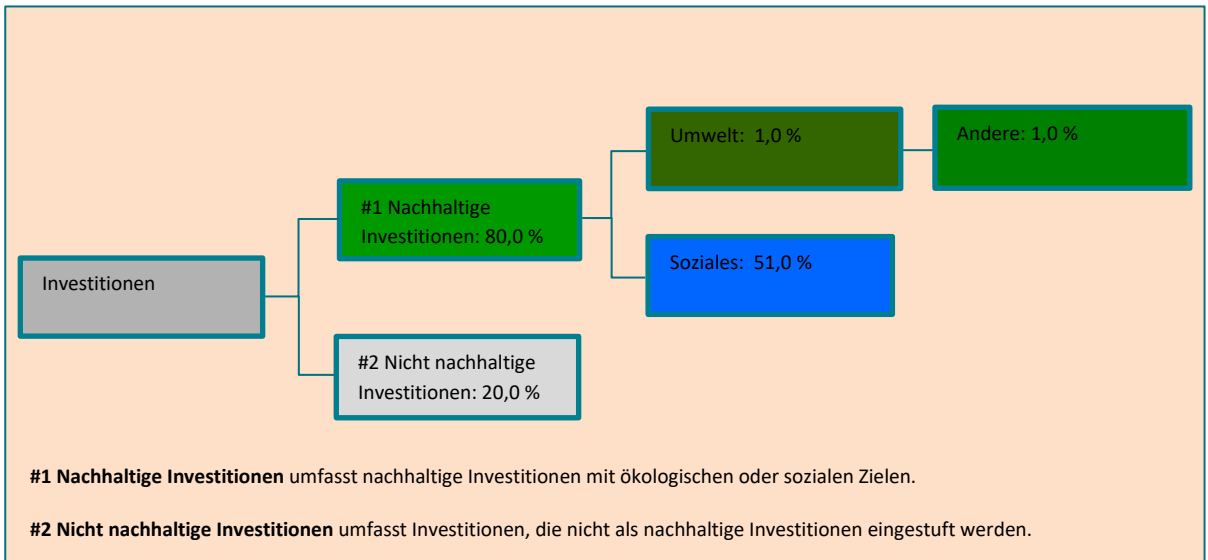 Umwelt: 1,0 %
Andere: 1,0 %
#1 Nachhaltige
Investitionen: 80,0 %
Soziales: 51,0 %
Investitionen
#2 Nicht nachhaltige
Investitionen: 20,0 %
#1 Nachhaltige Investitionen umfasst nachhaltige Investitionen mit ökologischen oder sozialen Zielen.
#2 Nicht nachhaltige Investitionen umfasst Investitionen, die nicht als nachhaltige Investitionen eingestuft werden.